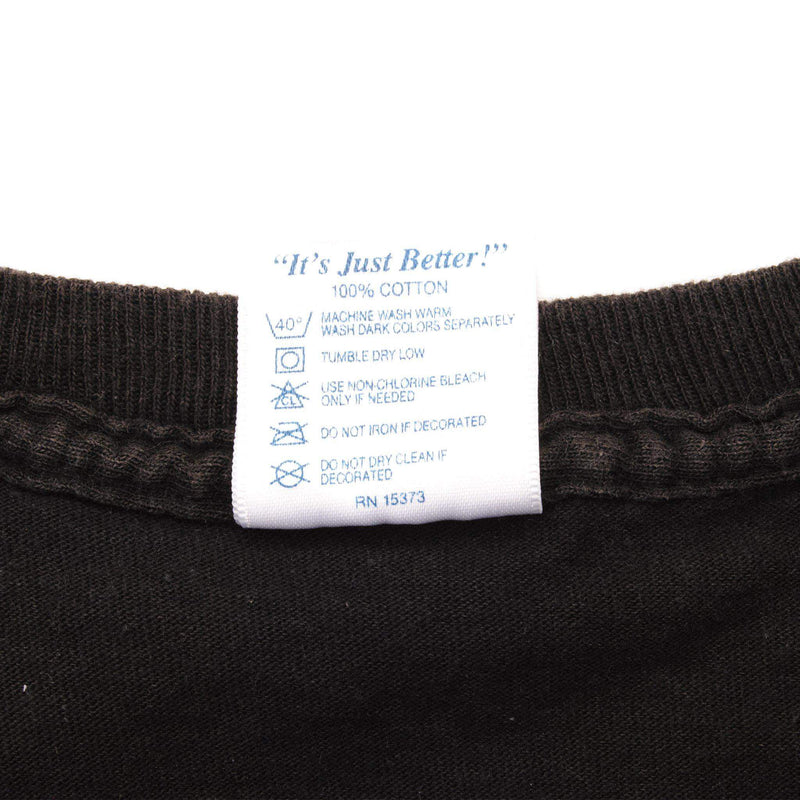 “It's Just Better!”
100% COTTON
40° MACHINE WASH WARM
WASH DARK COLORS SEPARATELY
TUMBLE DRY LOW
CL USE NON-CHLORINE BLEACH
ONLY IF NEEDED
DO NOT IRON IF DECORATED
DO NOT DRY CLEAN IF
DECORATED
RN 15373